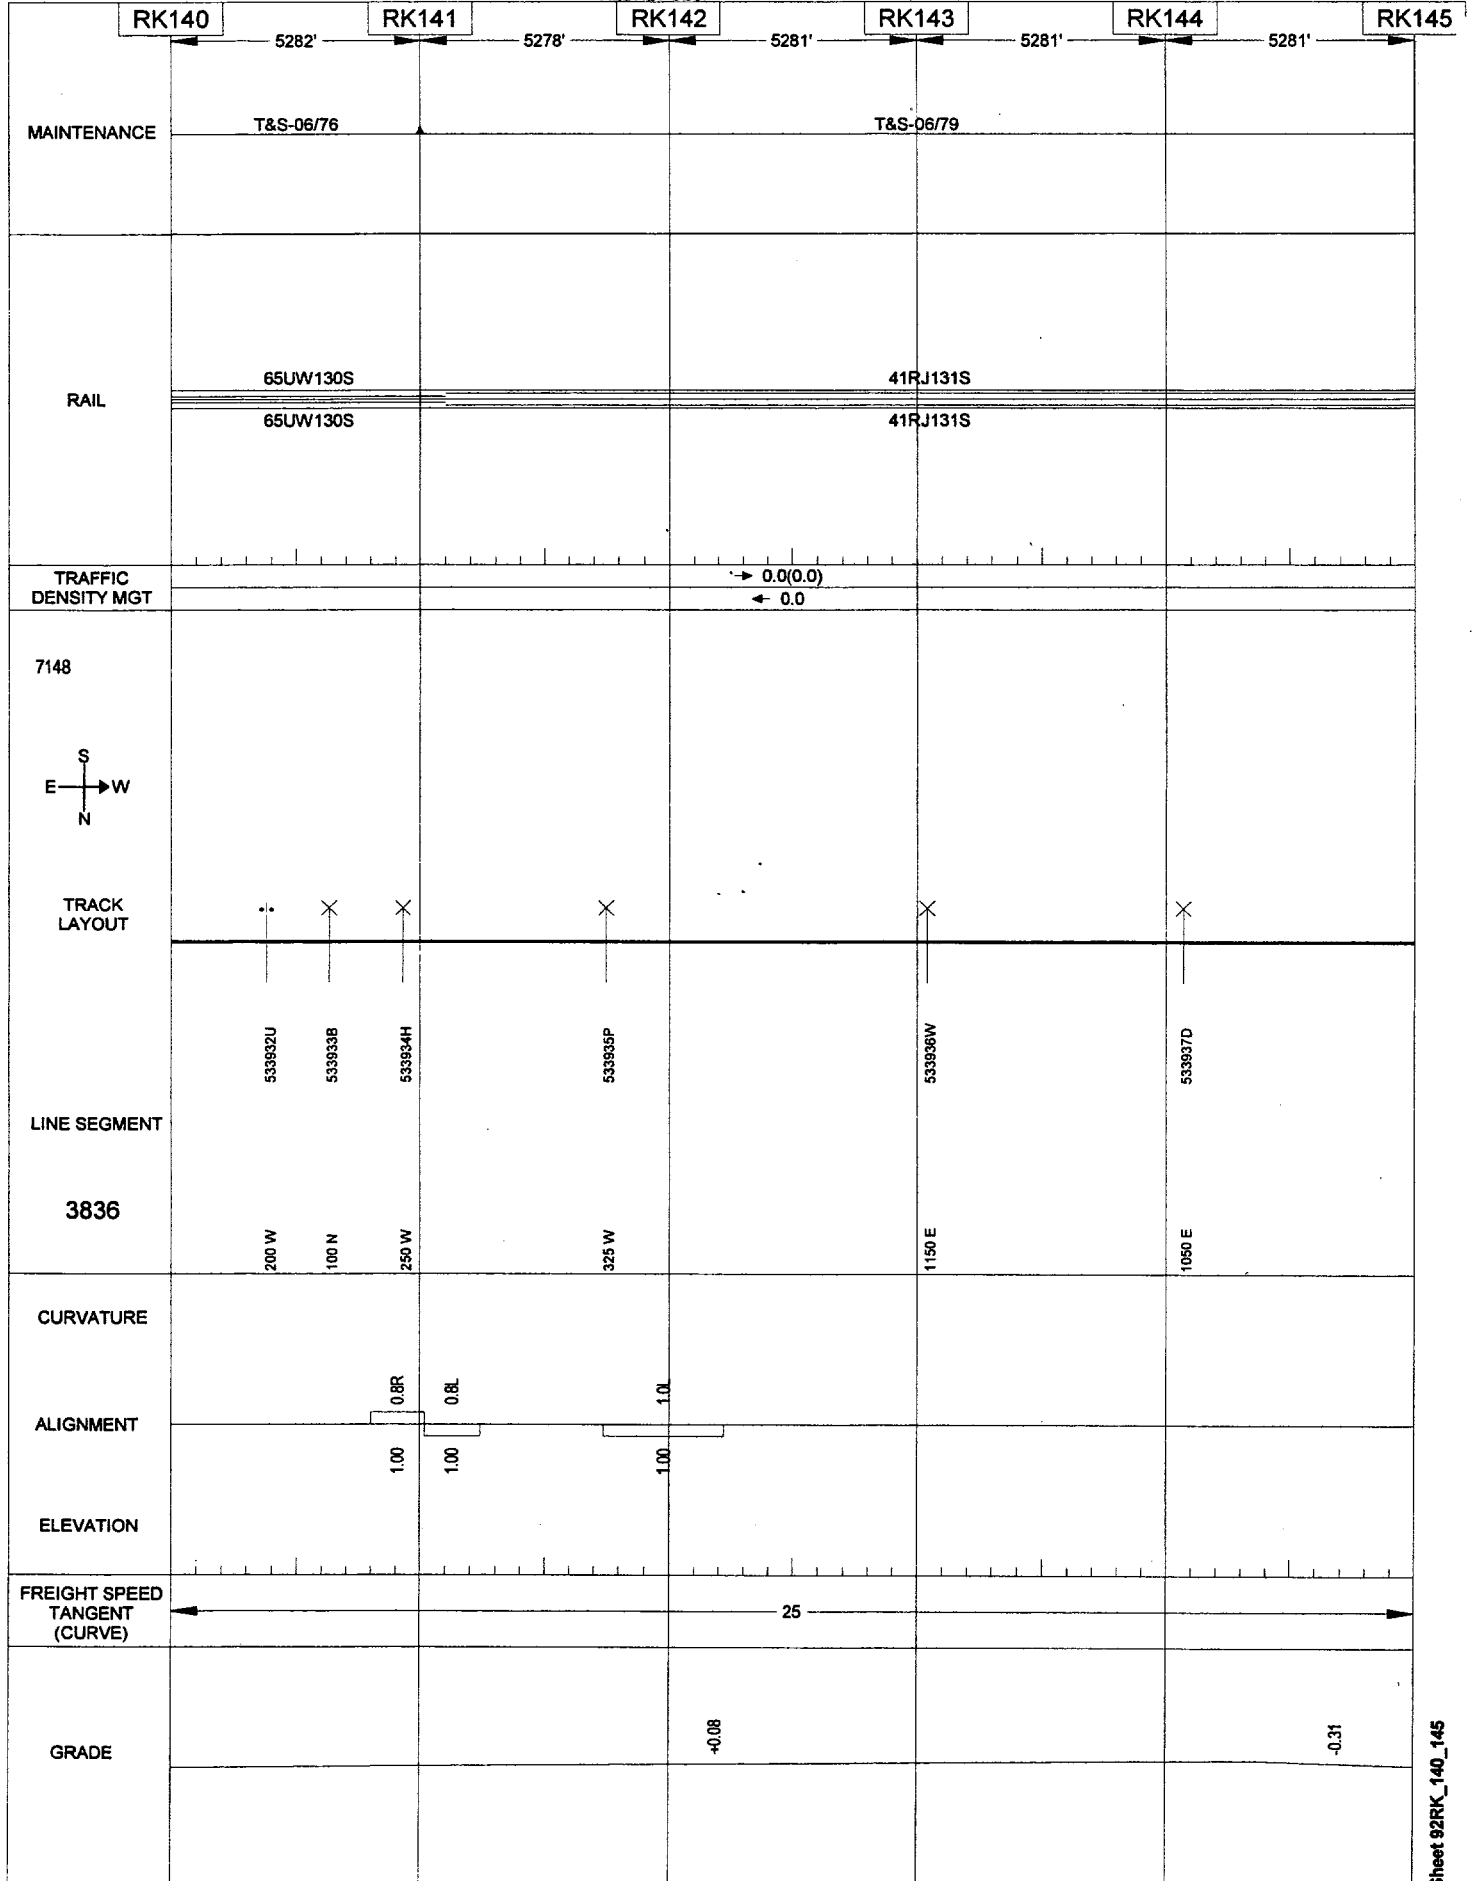 RK140 RK141 RK142 RK143 RK144 RK145
5282' 5278' 5281' 5281' 5281'
MAINTENANCE T&S-06/76 T&S-06/79
65UW130S 41RJ131S
RAIL
65UW130S 41RJ131S
TRAFFIC
DENSITY MGT
→ 0.0(0.0)
← 0.0
7148
S
E W
N
TRACK
LAYOUT
533932U
533933B
533934H
533935P
533936W
533937D
LINE SEGMENT
3836
200 W
100 N
250 W
325 W
1150 E
1050 E
CURVATURE
0.8R
0.8L
1.0L
ALIGNMENT
1.00
1.00
1.00
ELEVATION
FREIGHT SPEED
TANGENT
(CURVE)
25
GRADE
+0.08
-0.31
Sheet 92RK_140_145